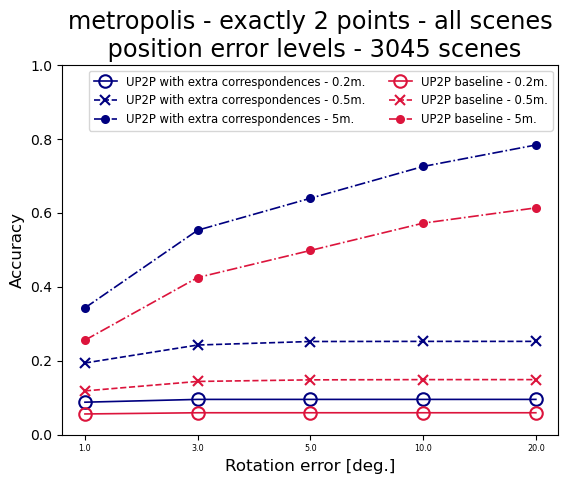 metropolis - exactly 2 points - all scenes
position error levels - 3045 scenes
UP2P with extra correspondences - 0.2m.
UP2P with extra correspondences - 0.5m.
UP2P with extra correspondences - 5m.
UP2P baseline - 0.2m.
UP2P baseline - 0.5m.
UP2P baseline - 5m.
Accuracy
1.0
0.8
0.6
0.4
0.2
0.0
1.0 3.0 5.0 10.0 20.0
Rotation error [deg.]